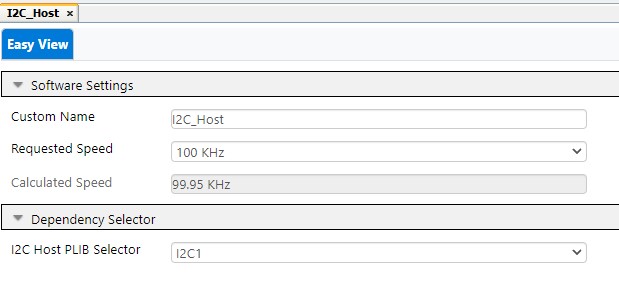 I2C_Host ×
Easy View
Software Settings
Custom Name I2C_Host
Requested Speed 100 KHz
Calculated Speed 99.95 KHz
Dependency Selector
I2C Host PLIB Selector I2C1